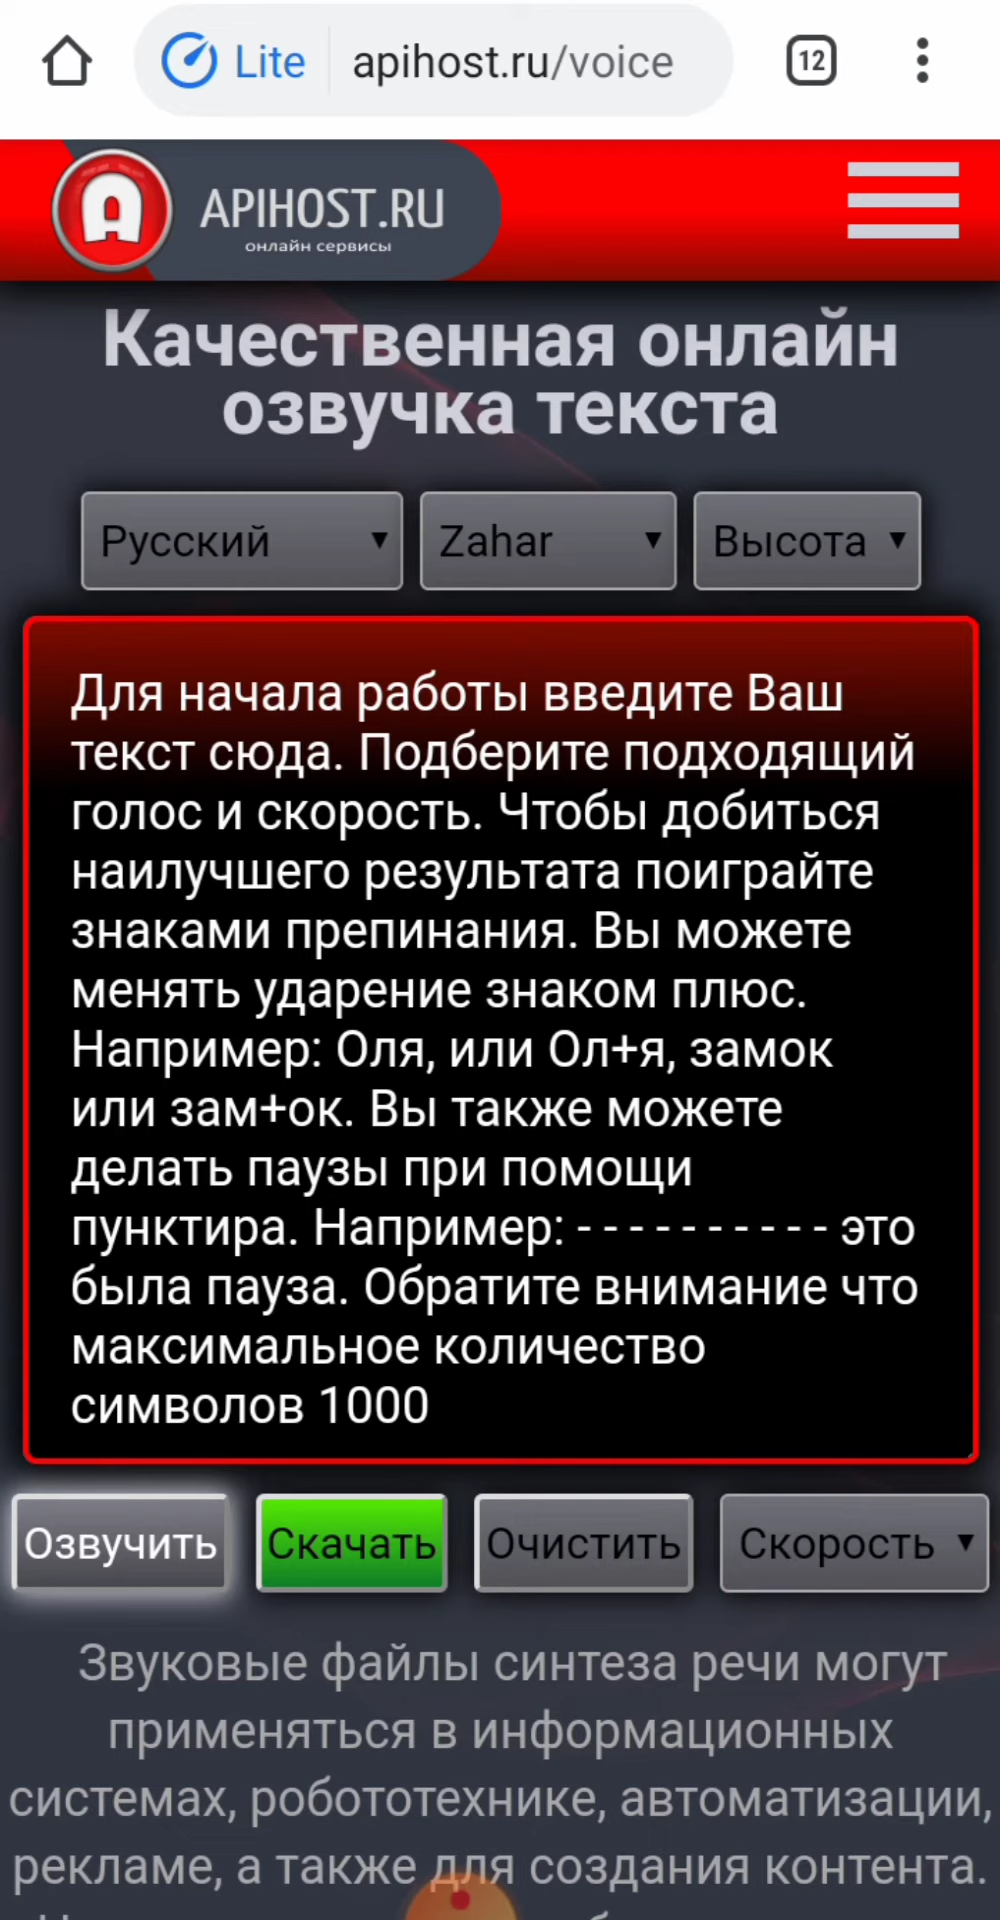 Lite apihost.ru/voice 12
APIHOST.RU
онлайн сервисы
Качественная онлайн
озвучка текста
Русский Zahar Высота
Для начала работы введите Ваш
текст сюда. Подберите подходящий
голос и скорость. Чтобы добиться
наилучшего результата поиграйте
знаками препинания. Вы можете
менять ударение знаком плюс.
Например: Оля, или Ол+я, замок
или зам+ок. Вы также можете
делать паузы при помощи
пунктира. Например: - - - - - - - - - - это
была пауза. Обратите внимание что
максимальное количество
символов 1000
Озвучить Скачать Очистить Скорость
Звуковые файлы синтеза речи могут
применяться в информационных
системах, робототехнике, автоматизации,
рекламе, а также для создания контента.